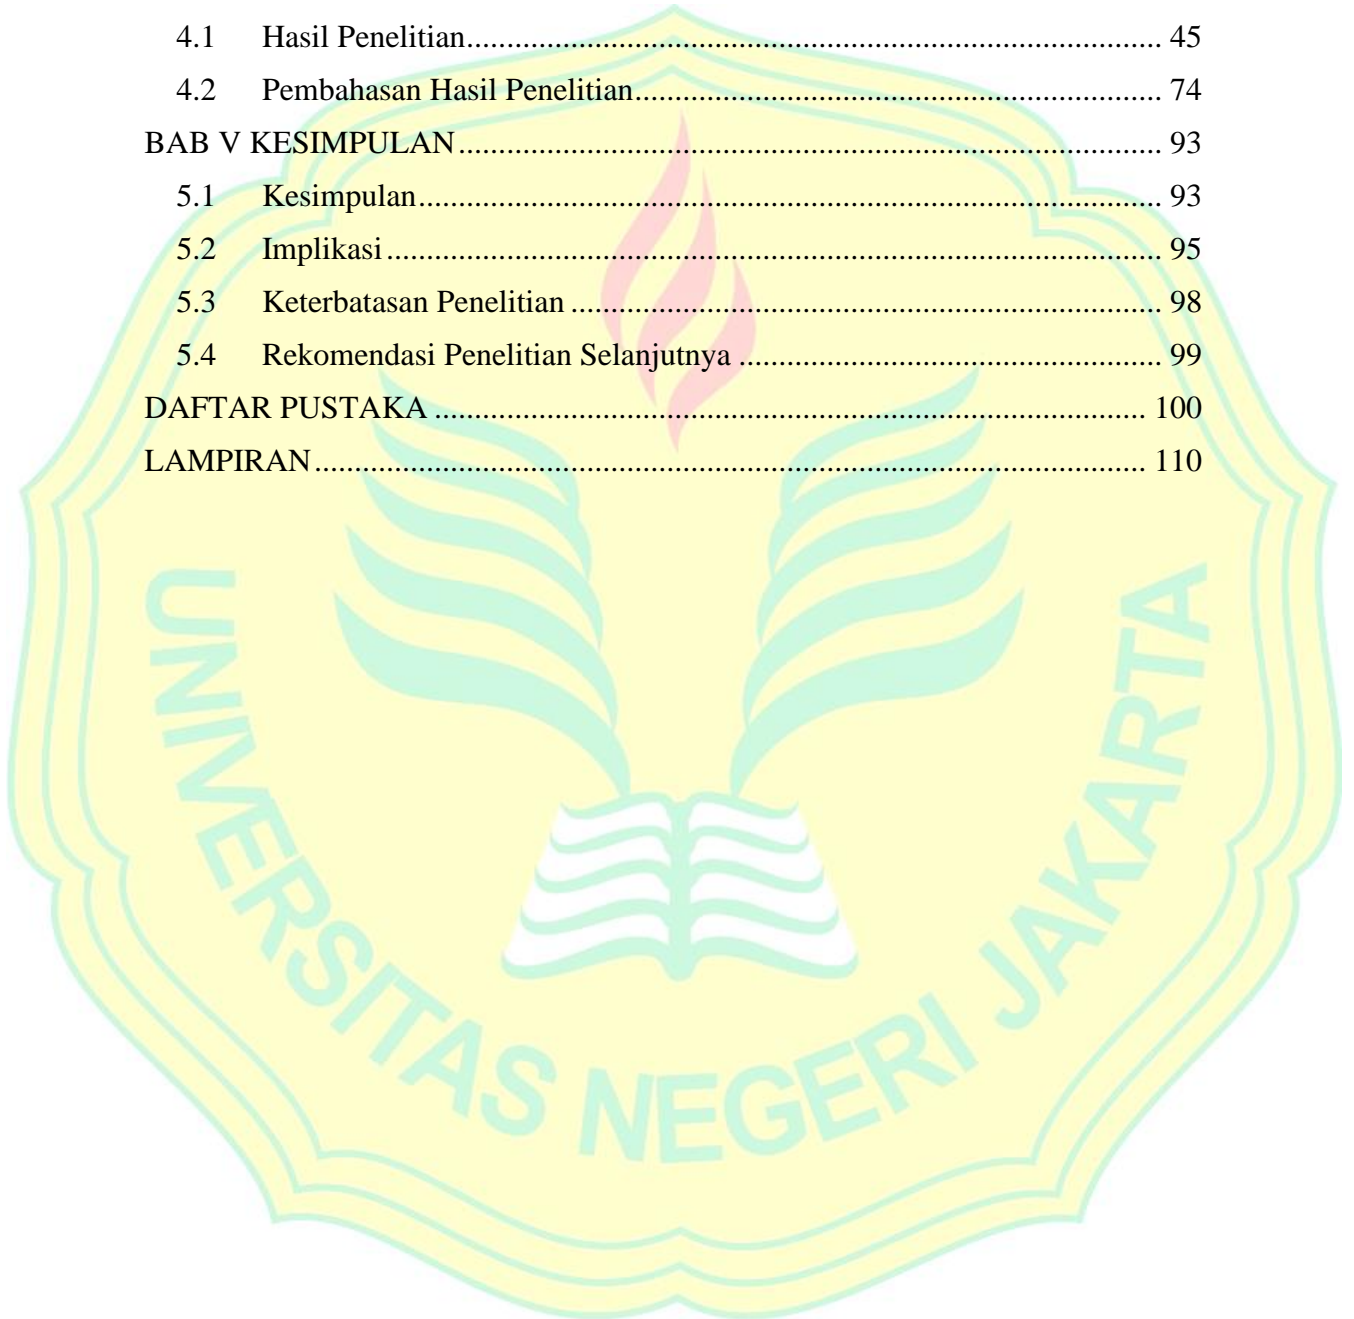 4.1 Hasil Penelitian........................................................................................ 45
4.2 Pembahasan Hasil Penelitian.................................................................. 74
BAB V KESIMPULAN........................................................................................ 93
5.1 Kesimpulan.............................................................................................. 93
5.2 Implikasi................................................................................................. 95
5.3 Keterbatasan Penelitian.......................................................................... 98
5.4 Rekomendasi Penelitian Selanjutnya..................................................... 99
DAFTAR PUSTAKA......................................................................................... 100
LAMPIRAN........................................................................................................ 110
UNIVERSITAS NEGERI JAKARTA